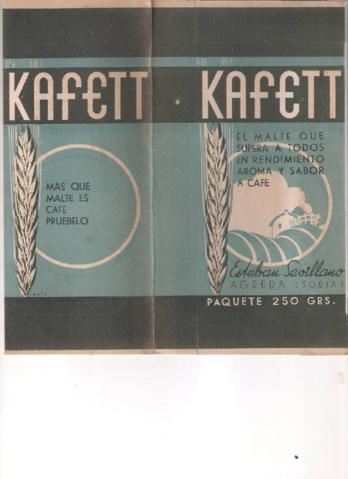 KAFETT
MAS QUE
MALTE ES
CAFE
PRUEBELO
KAFETT
EL MALTE QUE
SUPERA A TODOS
EN RENDIMIENTO
AROMA Y SABOR
A CAFE
Esteban Sevillano
AGREDA (SORIA)
PAQUETE 250 GRS.